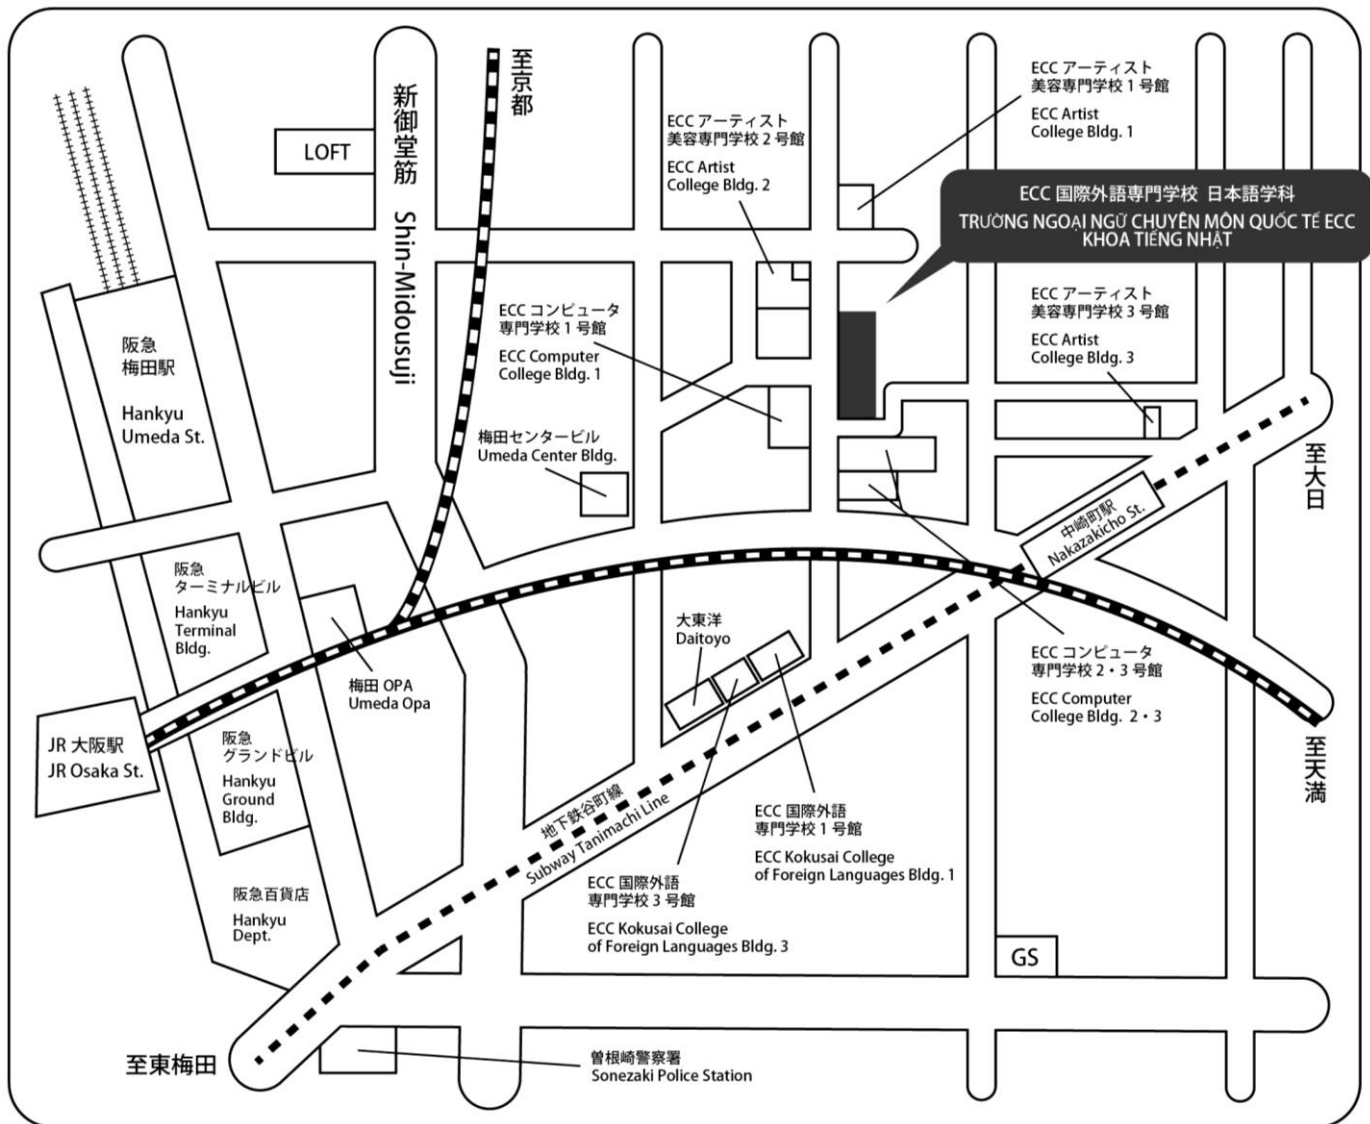 至京都
新御堂筋 Shin-Midousuji
LOFT
ECC アーティスト
美容専門学校 1 号館
ECC Artist
College Bldg. 1
ECC アーティスト
美容専門学校 2 号館
ECC Artist
College Bldg. 2
ECC 国際外語専門学校 日本語学科
TRƯỜNG NGOẠI NGỮ CHUYÊN MÔN QUỐC TẾ ECC
KHOA TIẾNG NHẬT
ECC アーティスト
美容専門学校 3 号館
ECC Artist
College Bldg. 3
ECC コンピュータ
専門学校 1 号館
ECC Computer
College Bldg. 1
阪急
梅田駅
Hankyu
Umeda St.
梅田センタービル
Umeda Center Bldg.
至大日
中崎町駅
Nakazakicho St.
阪急
ターミナルビル
Hankyu
Terminal
Bldg.
大東洋
Daitoyo
梅田 OPA
Umeda Opa
ECC コンピュータ
専門学校 2・3 号館
ECC Computer
College Bldg. 2・3
JR 大阪駅
JR Osaka St.
阪急
グランドビル
Hankyu
Ground
Bldg.
至天満
地下鉄谷町線
Subway Tanimachi Line
ECC 国際外語
専門学校 1 号館
ECC Kokusai College
of Foreign Languages Bldg. 1
ECC 国際外語
専門学校 3 号館
ECC Kokusai College
of Foreign Languages Bldg. 3
阪急百貨店
Hankyu
Dept.
GS
至東梅田
曽根崎警察署
Sonezaki Police Station